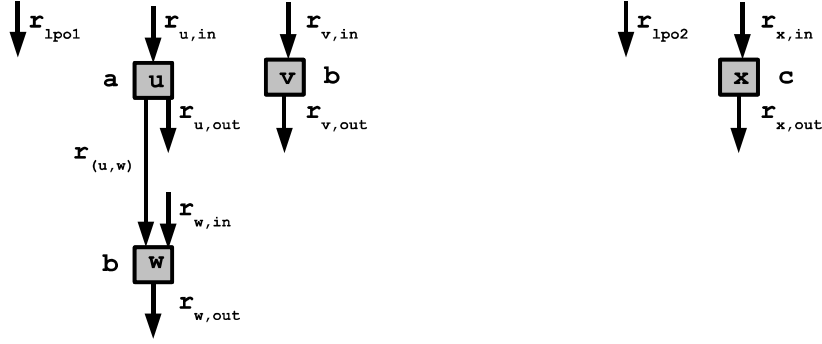 r lpo1 r u,in r v,in r lpo2 r x,in
a u v b x c
r u,out r v,out r x,out
r (u,w)
r w,in
b w
r w,out